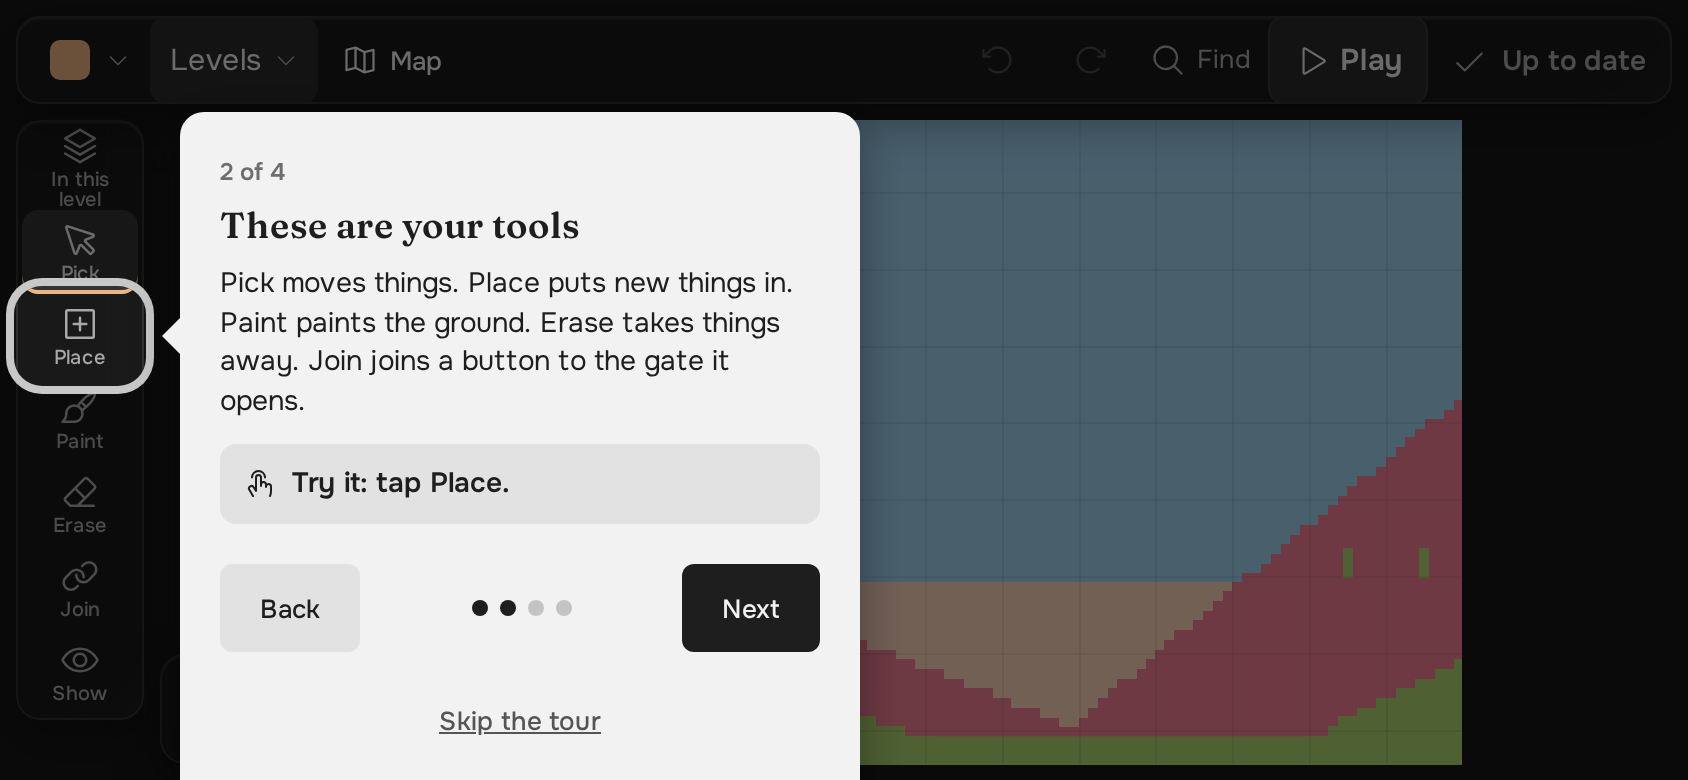 Levels
Map
Find
Play
Up to date
In this
level
Pick
Place
Paint
Erase
Join
Show
2 of 4
These are your tools
Pick moves things. Place puts new things in.
Paint paints the ground. Erase takes things
away. Join joins a button to the gate it
opens.
Try it: tap Place.
Back
Next
Skip the tour